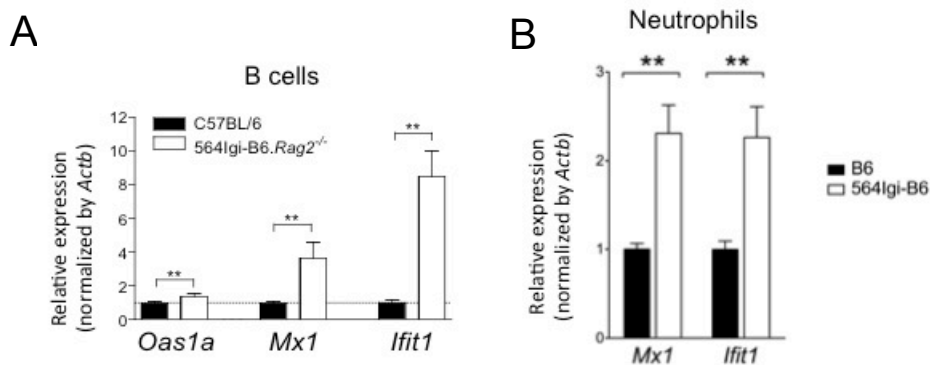 A
B cells
C57BL/6
564Igi-B6.Rag2-/-
Relative expression
(normalized by Actb)
12
10
8
6
4
2
0
**
**
**
Oas1a Mx1 Ifit1
B
Neutrophils
Relative expression
(normalized by Actb)
3
2
1
0
** **
Mx1 Ifit1
B6
564Igi-B6